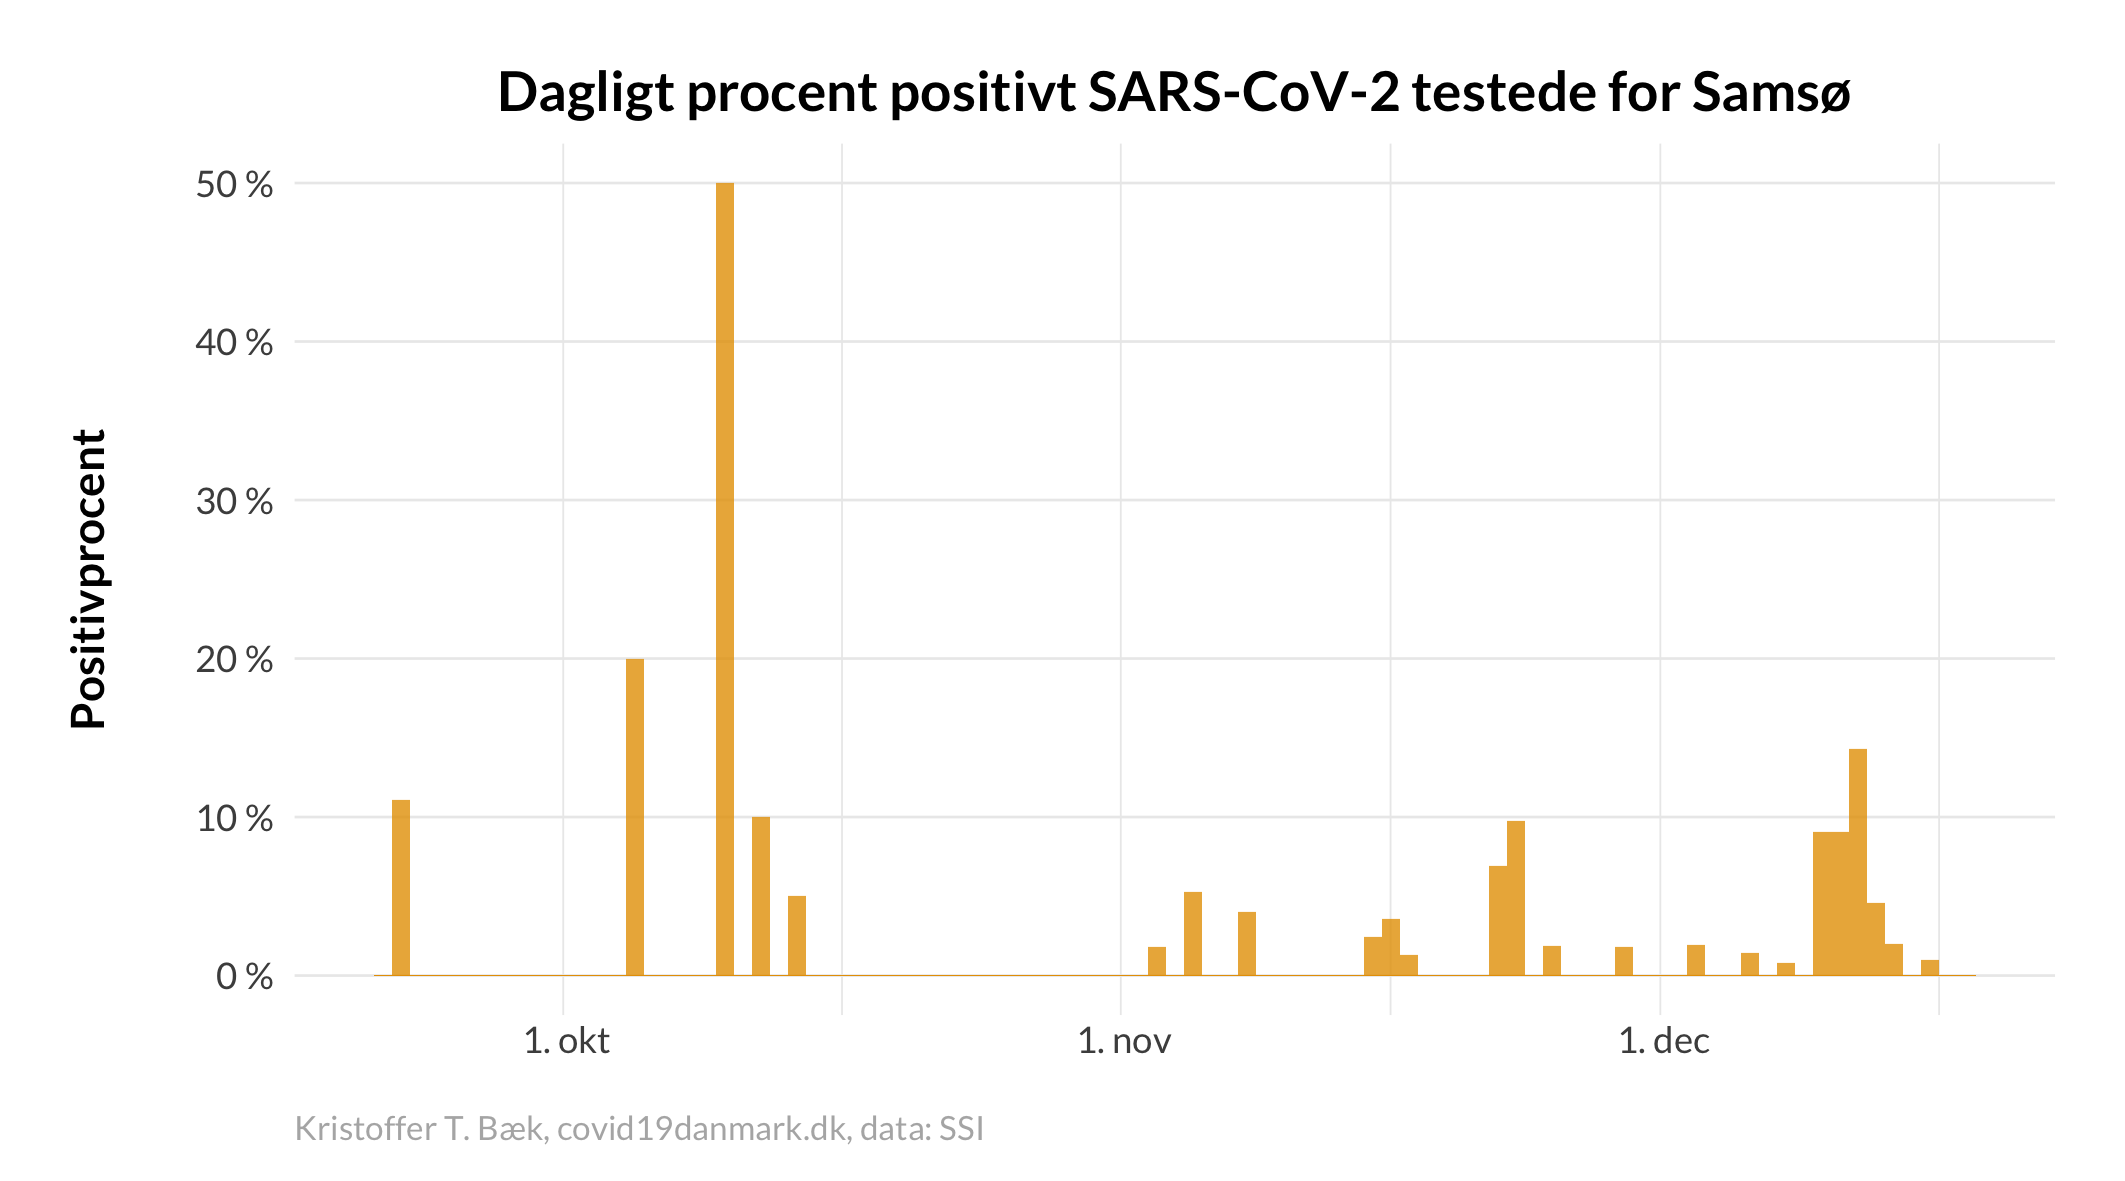 Dagligt procent positivt SARS-CoV-2 testede for Samsø
Positivprocent
50 %
40 %
30 %
20 %
10 %
0 %
1. okt
1. nov
1. dec
Kristoffer T. Bæk, covid19danmark.dk, data: SSI